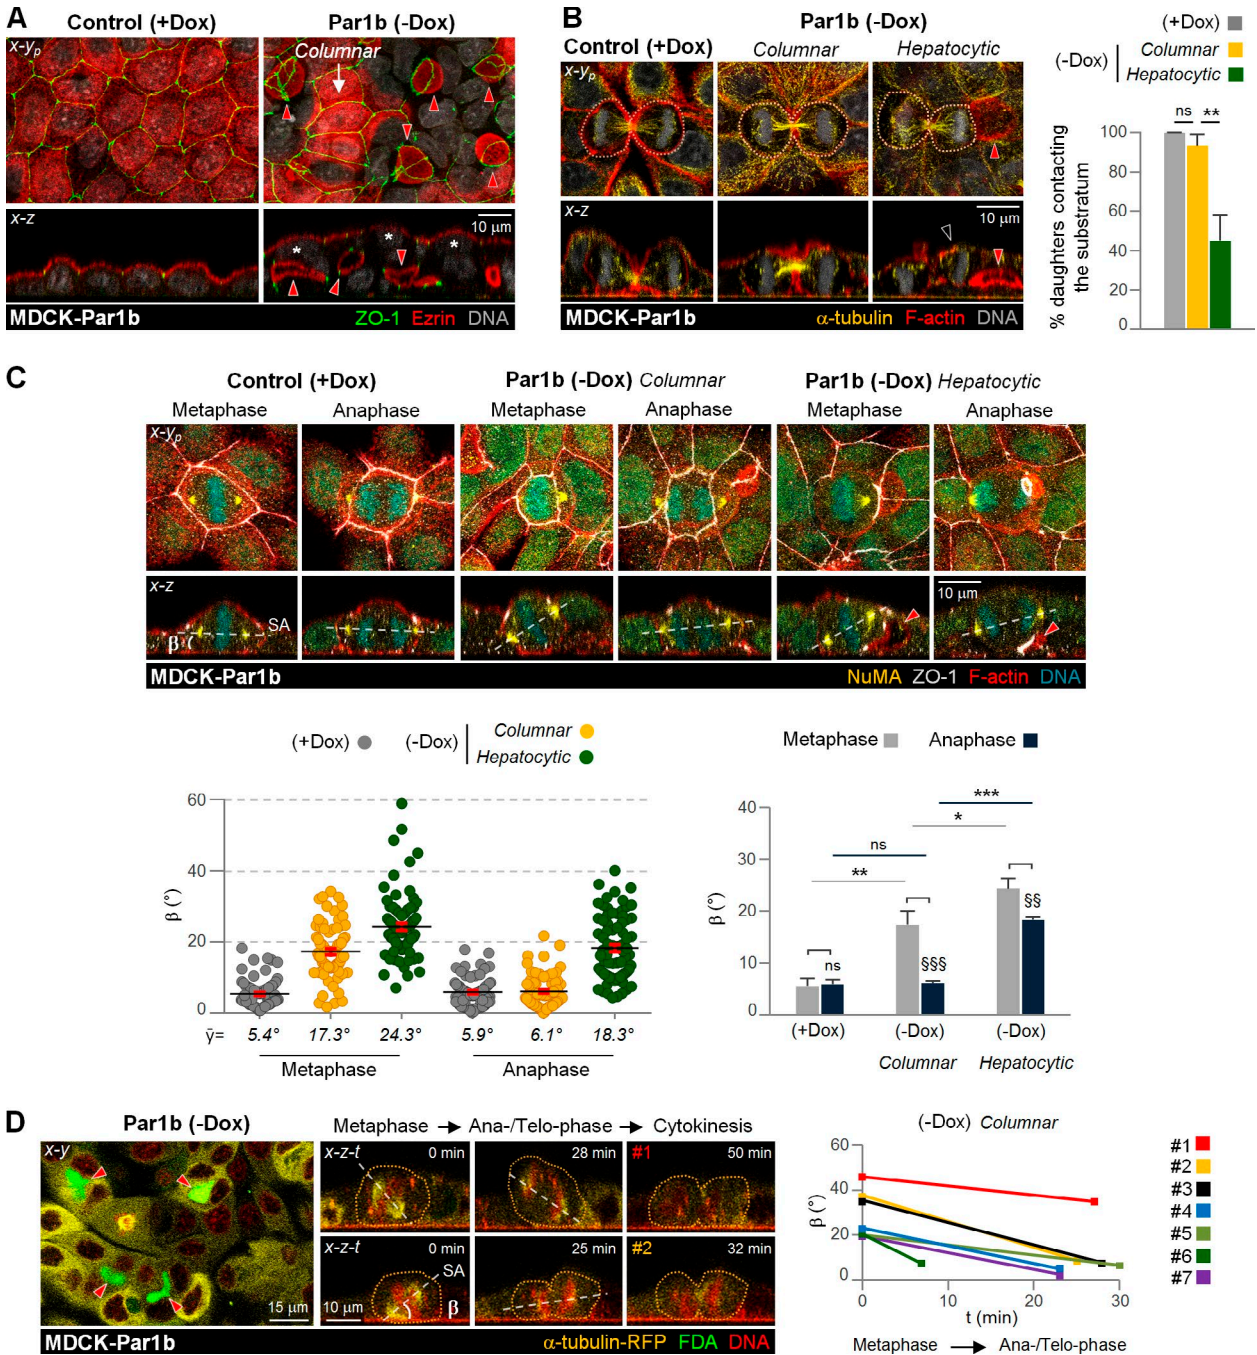 A
Control (+Dox)
Par1b (-Dox)
x-yp
Columnar
x-z
10 μm
*
*
*
MDCK-Par1b
ZO-1 Ezrin DNA
B
Par1b (-Dox)
Control (+Dox)
Columnar
Hepatocytic
x-yp
x-z
10 μm
MDCK-Par1b
α-tubulin F-actin DNA
(+Dox)
(-Dox)
Columnar
Hepatocytic
ns
**
100
80
60
40
20
0
% daughters contacting
the substratum
C
Control (+Dox)
Par1b (-Dox) Columnar
Par1b (-Dox) Hepatocytic
Metaphase
Anaphase
Metaphase
Anaphase
Metaphase
Anaphase
x-yp
x-z
SA
β
10 μm
MDCK-Par1b
NuMA ZO-1 F-actin DNA
(+Dox)
(-Dox)
Columnar
Hepatocytic
60
40
20
0
β (°)
ȳ=
5.4°
17.3°
24.3°
5.9°
6.1°
18.3°
Metaphase
Anaphase
Metaphase
Anaphase
40
30
20
10
0
β (°)
***
*
ns
**
ns
§§§
§§
(+Dox)
(-Dox)
(-Dox)
Columnar
Hepatocytic
D
Par1b (-Dox)
x-y
15 μm
Metaphase → Ana-/Telo-phase → Cytokinesis
x-z-t
0 min
28 min
#1
50 min
x-z-t
0 min
25 min
#2
32 min
SA
β
10 μm
MDCK-Par1b
α-tubulin-RFP FDA DNA
(-Dox) Columnar
60
40
20
0
β (°)
0
10
20
30
t (min)
Metaphase → Ana-/Telo-phase
#1
#2
#3
#4
#5
#6
#7